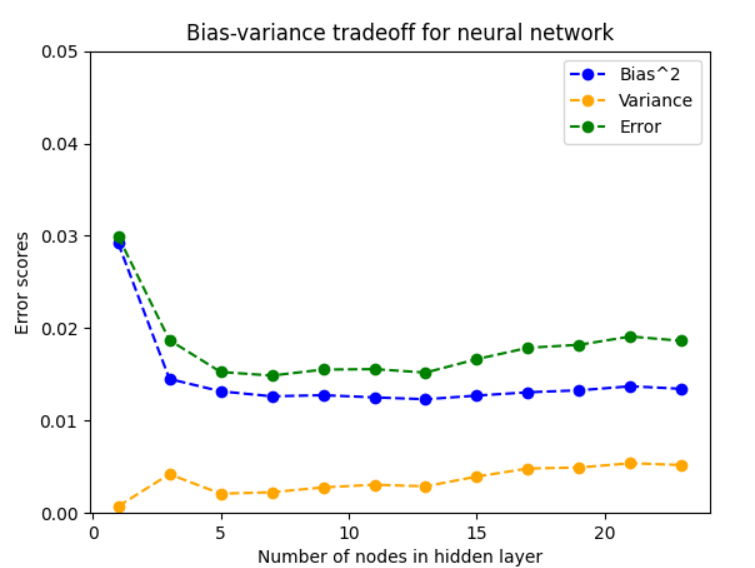 Bias-variance tradeoff for neural network
0.05
0.04
0.03
0.02
0.01
0.00
Error scores
Bias^2
Variance
Error
0 5 10 15 20
Number of nodes in hidden layer